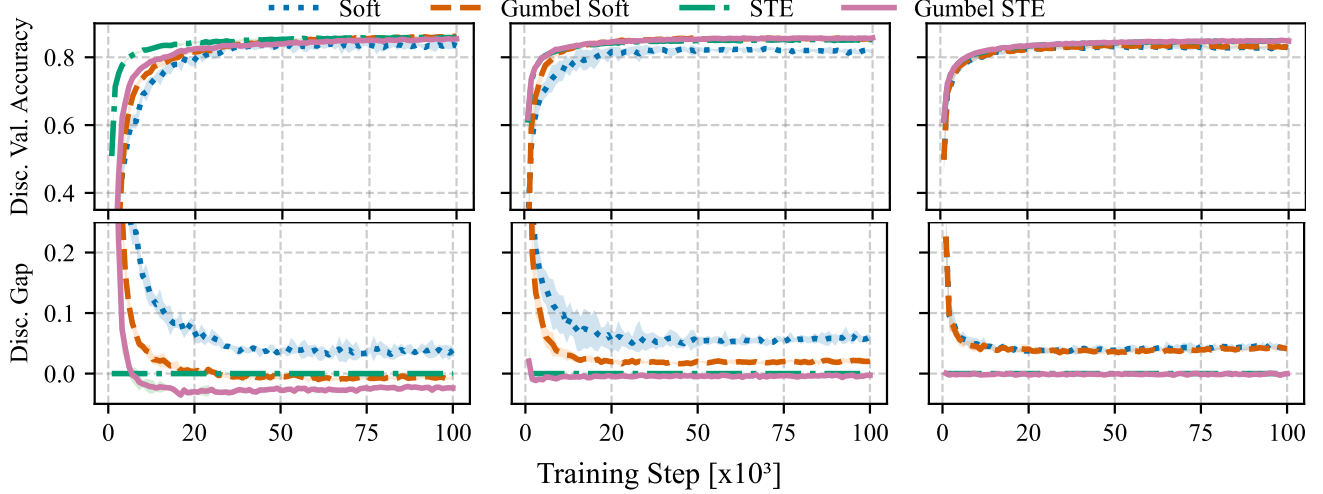 Soft Gumbel Soft STE Gumbel STE
Disc. Val. Accuracy
0.8
0.6
0.4
Disc. Gap
0.2
0.1
0.0
0 20 50 75 100 0 20 50 75 100 0 20 50 75 100
Training Step [x10³]